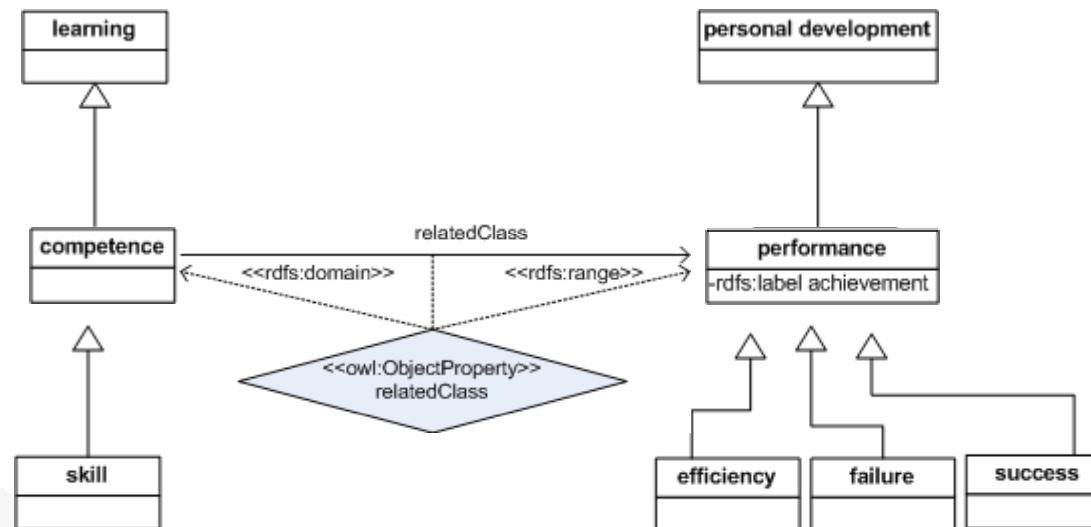 learning
personal development
competence
relatedClass
performance
-rdfs:label achievement
<<rdfs:domain>>
<<rdfs:range>>
<<owl:ObjectProperty>>
relatedClass
skill
efficiency
failure
success